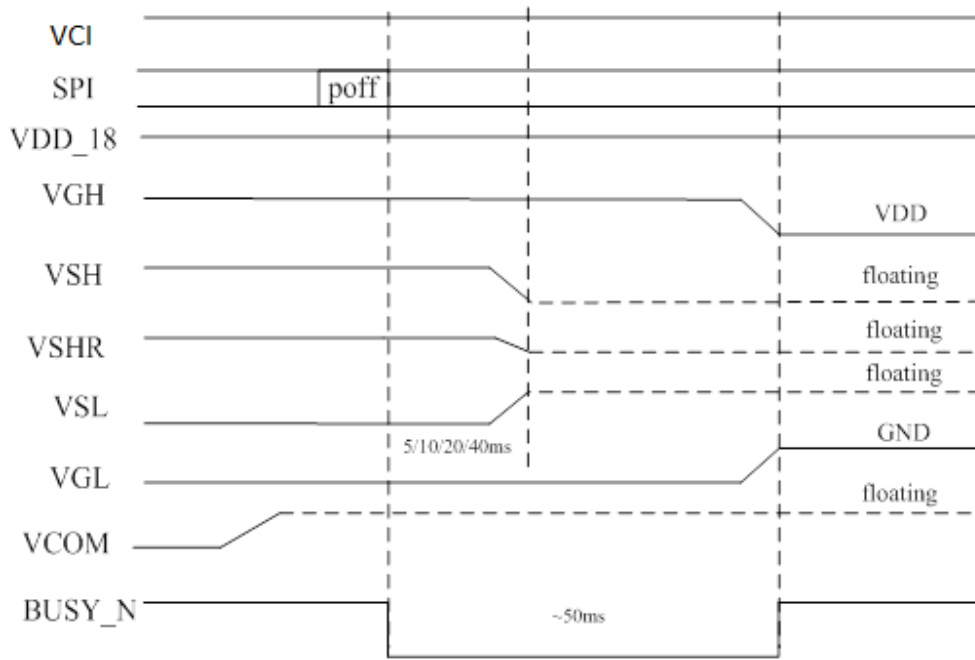 VCI
SPI
poff
VDD_18
VGH
VDD
VSH
floating
VSHR
floating
floating
VSL
5/10/20/40ms
GND
VGL
floating
VCOM
BUSY_N
~50ms